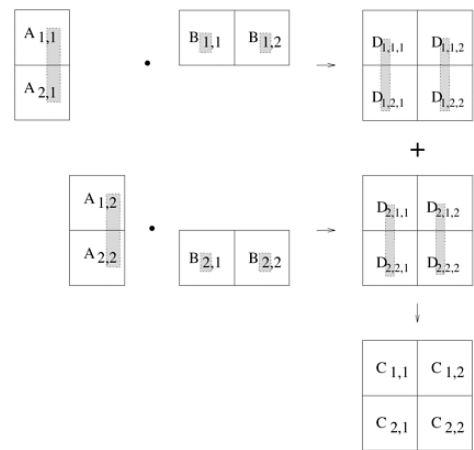 A 1,1 • B 1,1 B 1,2 → D 1,1,1 D 1,1,2
A 2,1 D 1,2,1 D 1,2,2
+
A 1,2 • D 2,1,1 D 2,1,2
A 2,2 B 2,1 B 2,2 → D 2,2,1 D 2,2,2
C 1,1 C 1,2
C 2,1 C 2,2